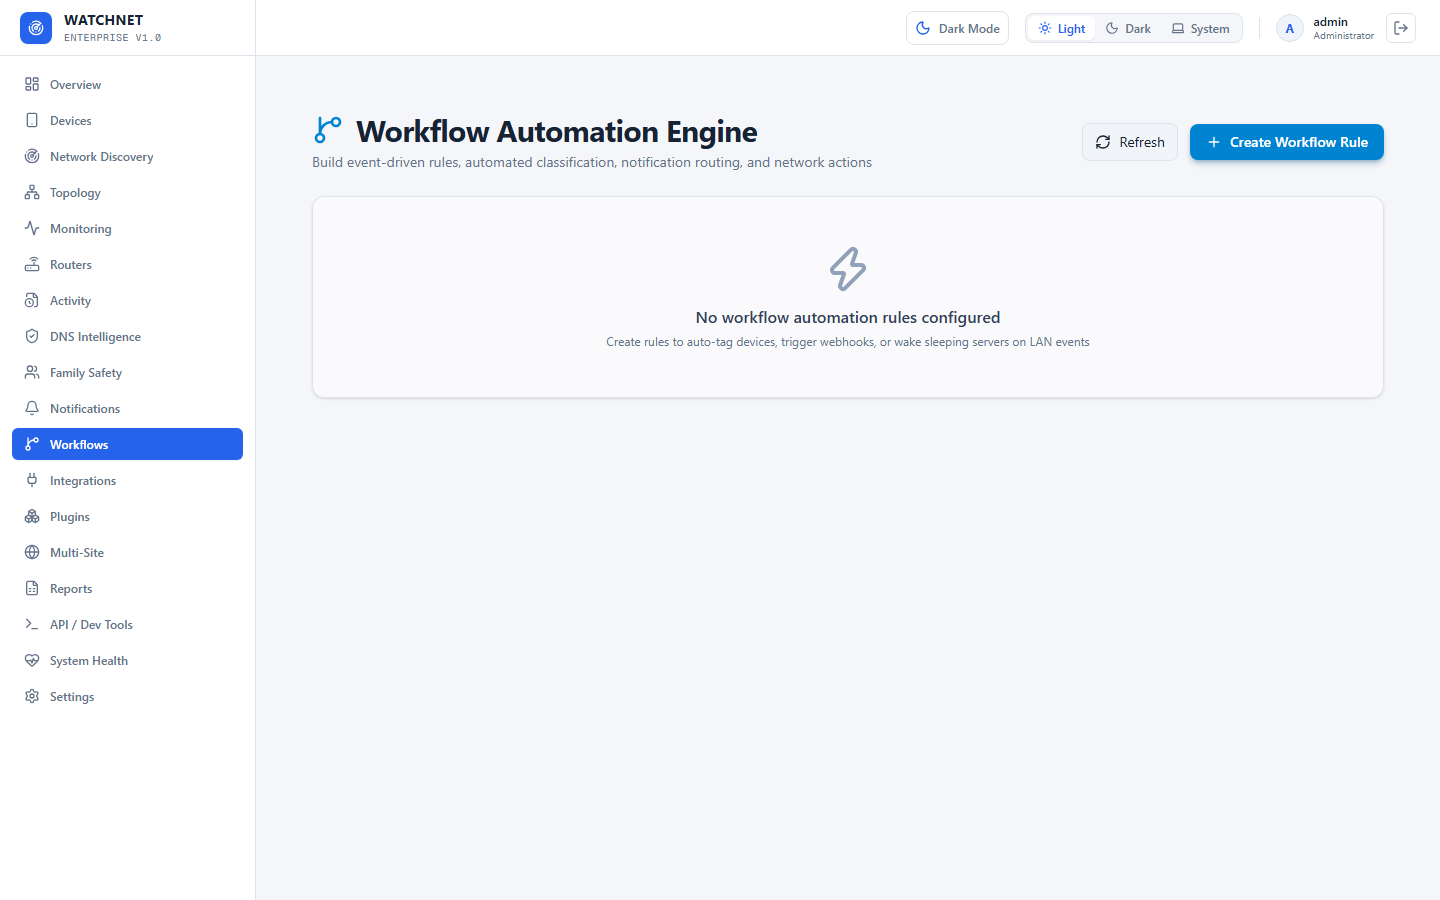 WATCHNET
ENTERPRISE V1.0
Dark Mode
Light
Dark
System
A
admin
Administrator
Overview
Devices
Network Discovery
Topology
Monitoring
Routers
Activity
DNS Intelligence
Family Safety
Notifications
Workflows
Integrations
Plugins
Multi-Site
Reports
API / Dev Tools
System Health
Settings
Workflow Automation Engine
Build event-driven rules, automated classification, notification routing, and network actions
Refresh
Create Workflow Rule
No workflow automation rules configured
Create rules to auto-tag devices, trigger webhooks, or wake sleeping servers on LAN events